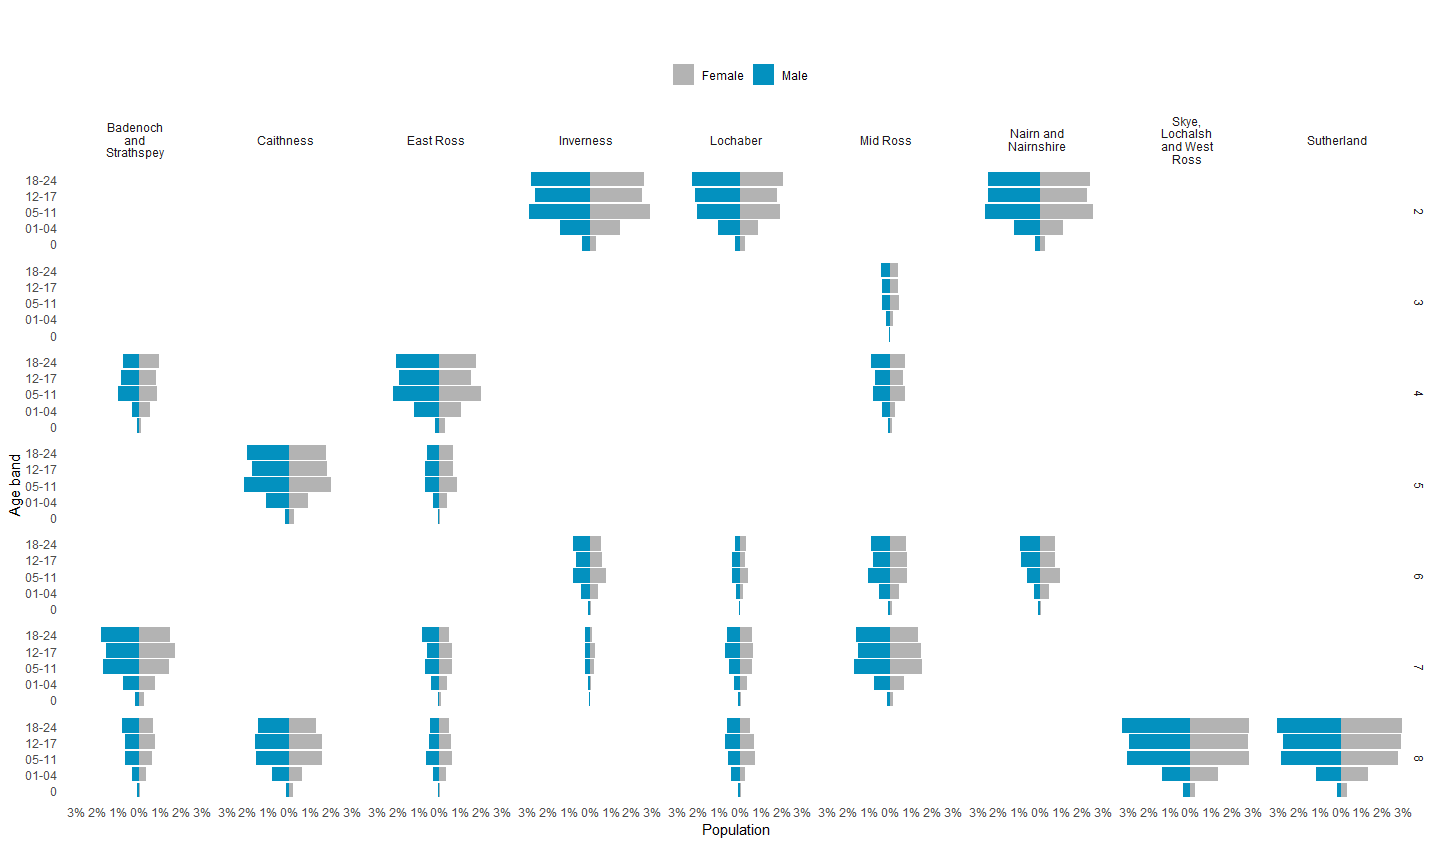 Female Male
Badenoch
and
Strathspey
Caithness
East Ross
Inverness
Lochaber
Mid Ross
Nairn and
Nairnshire
Skye,
Lochalsh
and West
Ross
Sutherland
18-24
12-17
05-11
01-04
0
2
18-24
12-17
05-11
01-04
0
3
18-24
12-17
05-11
01-04
0
4
18-24
12-17
05-11
01-04
0
5
18-24
12-17
05-11
01-04
0
6
18-24
12-17
05-11
01-04
0
7
18-24
12-17
05-11
01-04
0
8
Age band
3% 2% 1% 0% 1% 2% 3% 3% 2% 1% 0% 1% 2% 3% 3% 2% 1% 0% 1% 2% 3% 3% 2% 1% 0% 1% 2% 3% 3% 2% 1% 0% 1% 2% 3% 3% 2% 1% 0% 1% 2% 3% 3% 2% 1% 0% 1% 2% 3% 3% 2% 1% 0% 1% 2% 3% 3% 2% 1% 0% 1% 2% 3%
Population